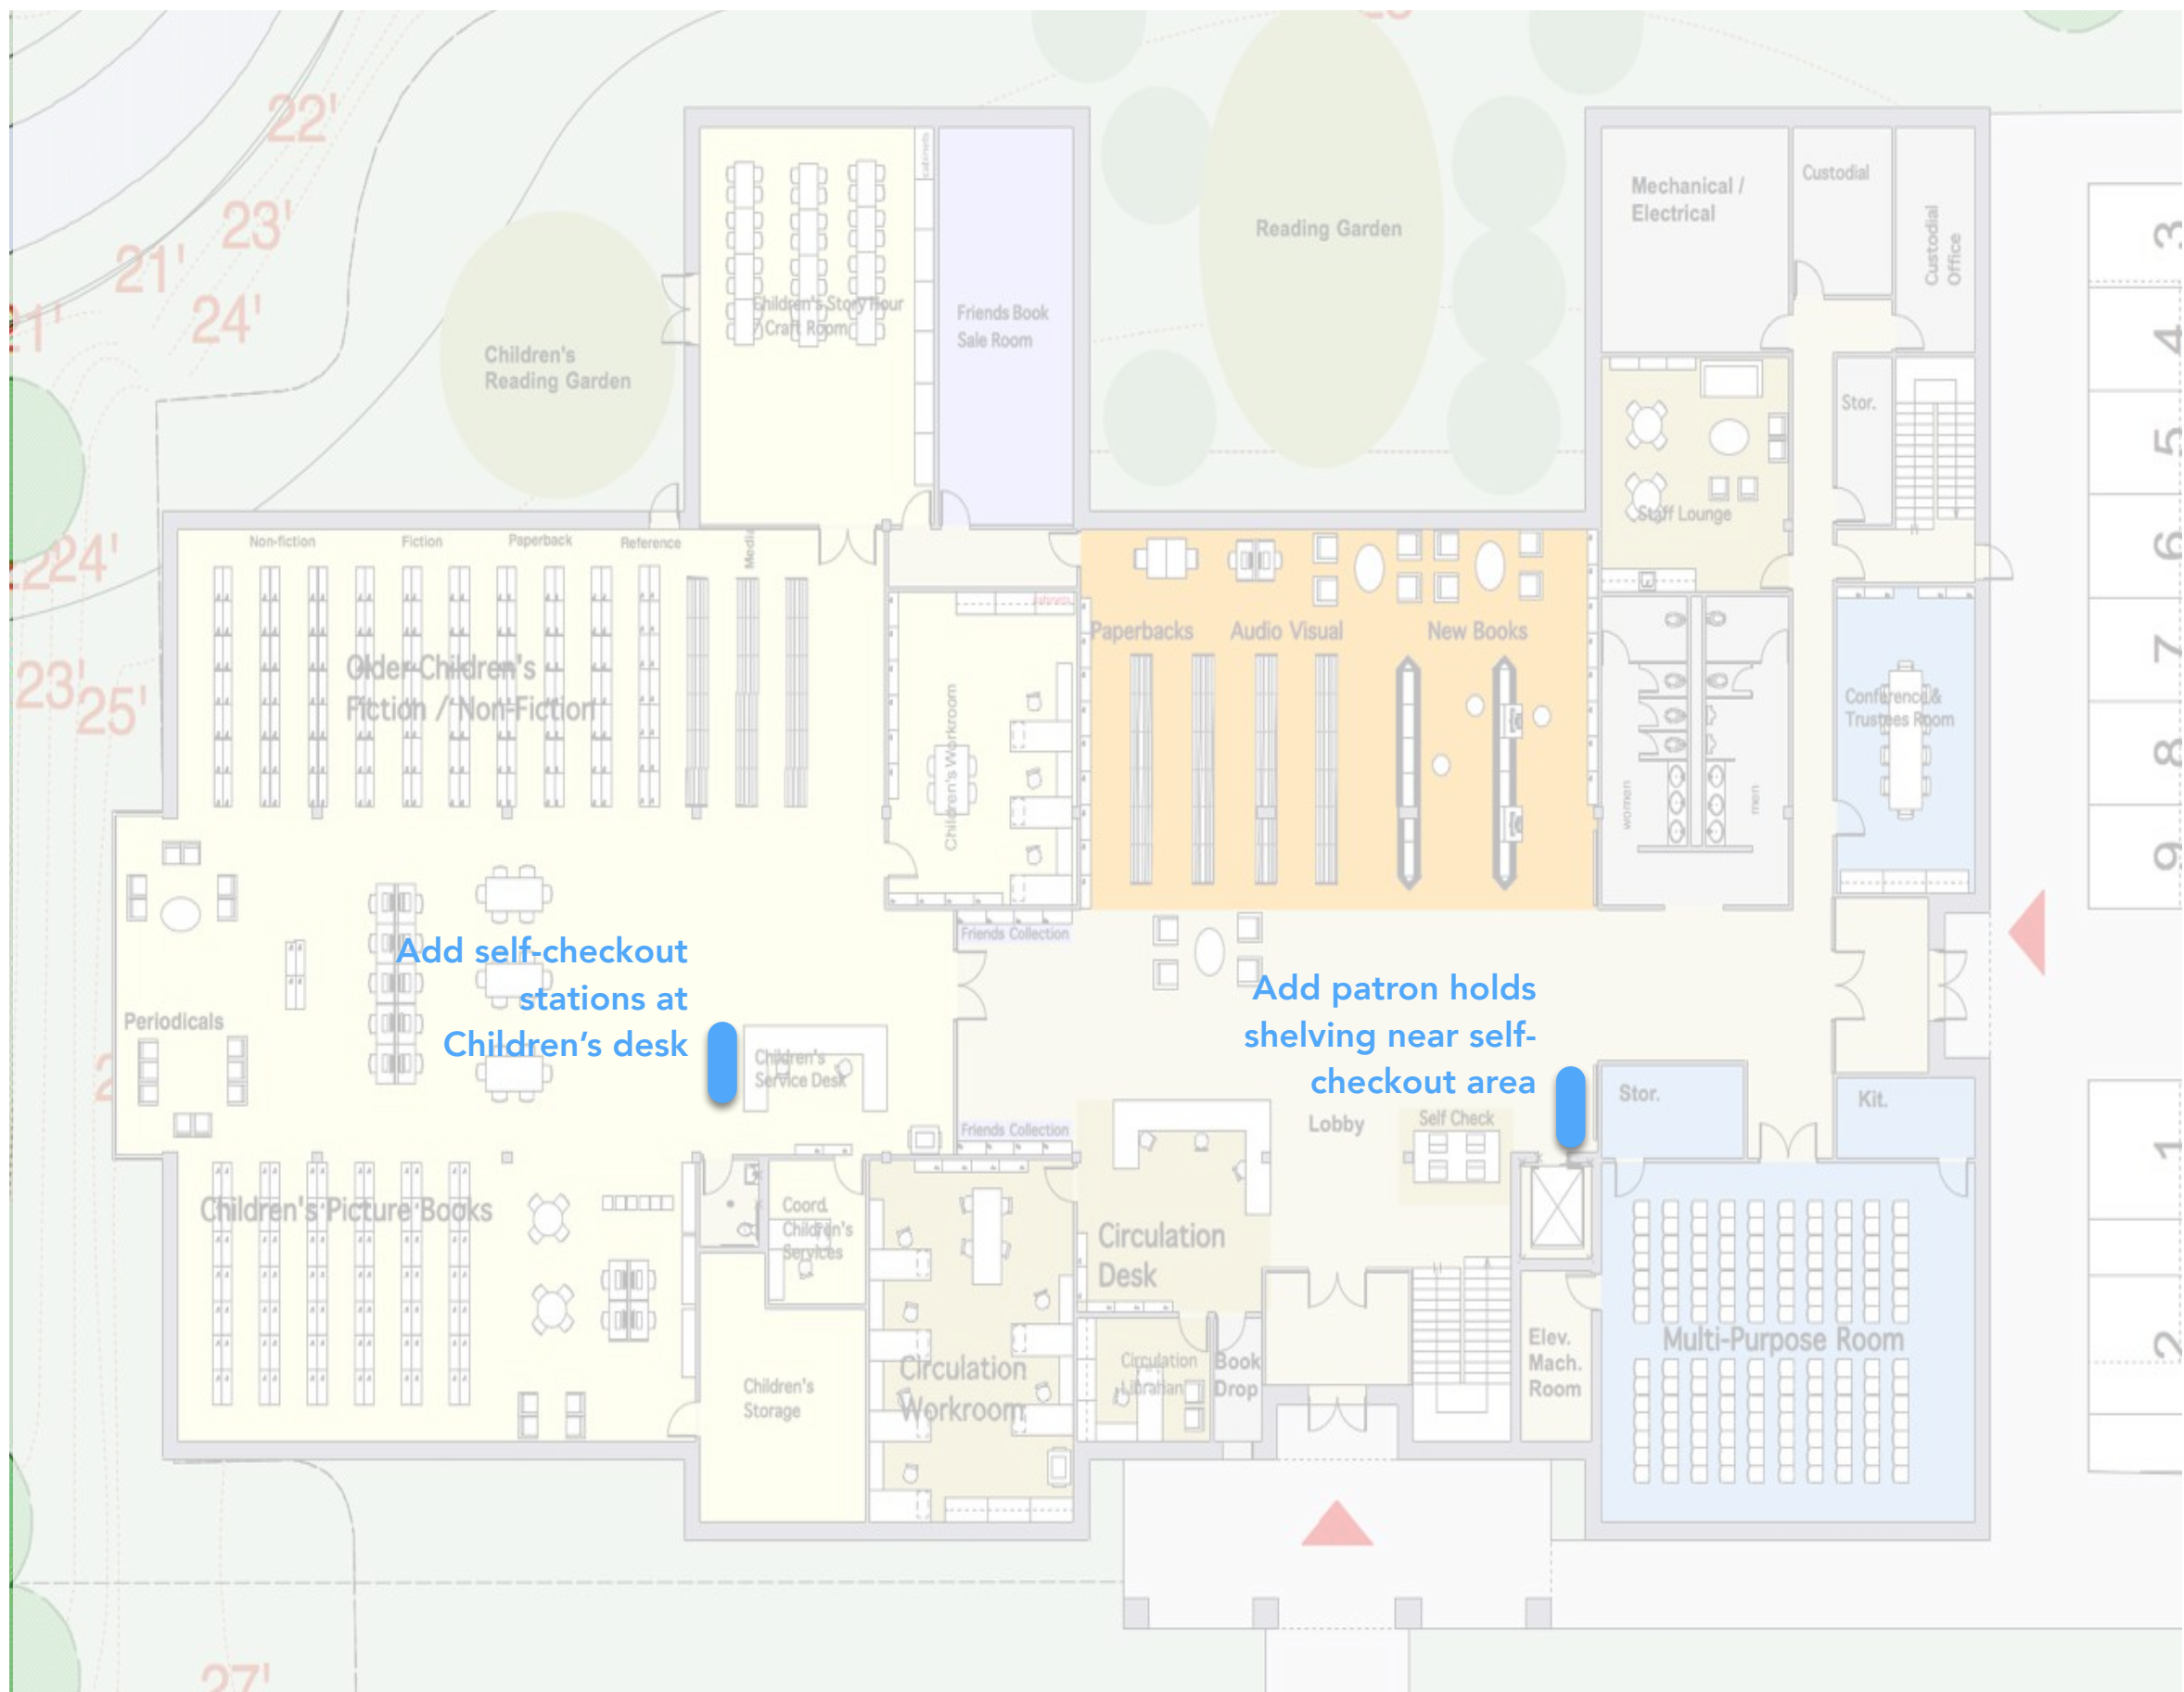 22'
23'
21'
24'
21'
24'
23'
25'
27'
Children's
Reading Garden
Children's Story Hour
/ Craft Room
cabinets
Friends Book
Sale Room
Reading Garden
Mechanical /
Electrical
Custodial
Custodial
Office
Stor.
Staff Lounge
3
4
5
6
7
8
9
1
2
Non-fiction
Fiction
Paperback
Reference
Media
Older Children's
Fiction / Non-Fiction
Children's Workroom
cabinets
Paperbacks
Audio Visual
New Books
women
men
Conference &
Trustees Room
Friends Collection
Add self-checkout
stations at
Children's desk
Periodicals
Children's
Service Desk
Add patron holds
shelving near self-
checkout area
Stor.
Kit.
Friends Collection
Lobby
Self Check
Children's Picture Books
Coord.
Children's
Services
Circulation
Desk
Children's
Storage
Circulation
Workroom
Circulation
Librarian
Book
Drop
Elev.
Mach.
Room
Multi-Purpose Room